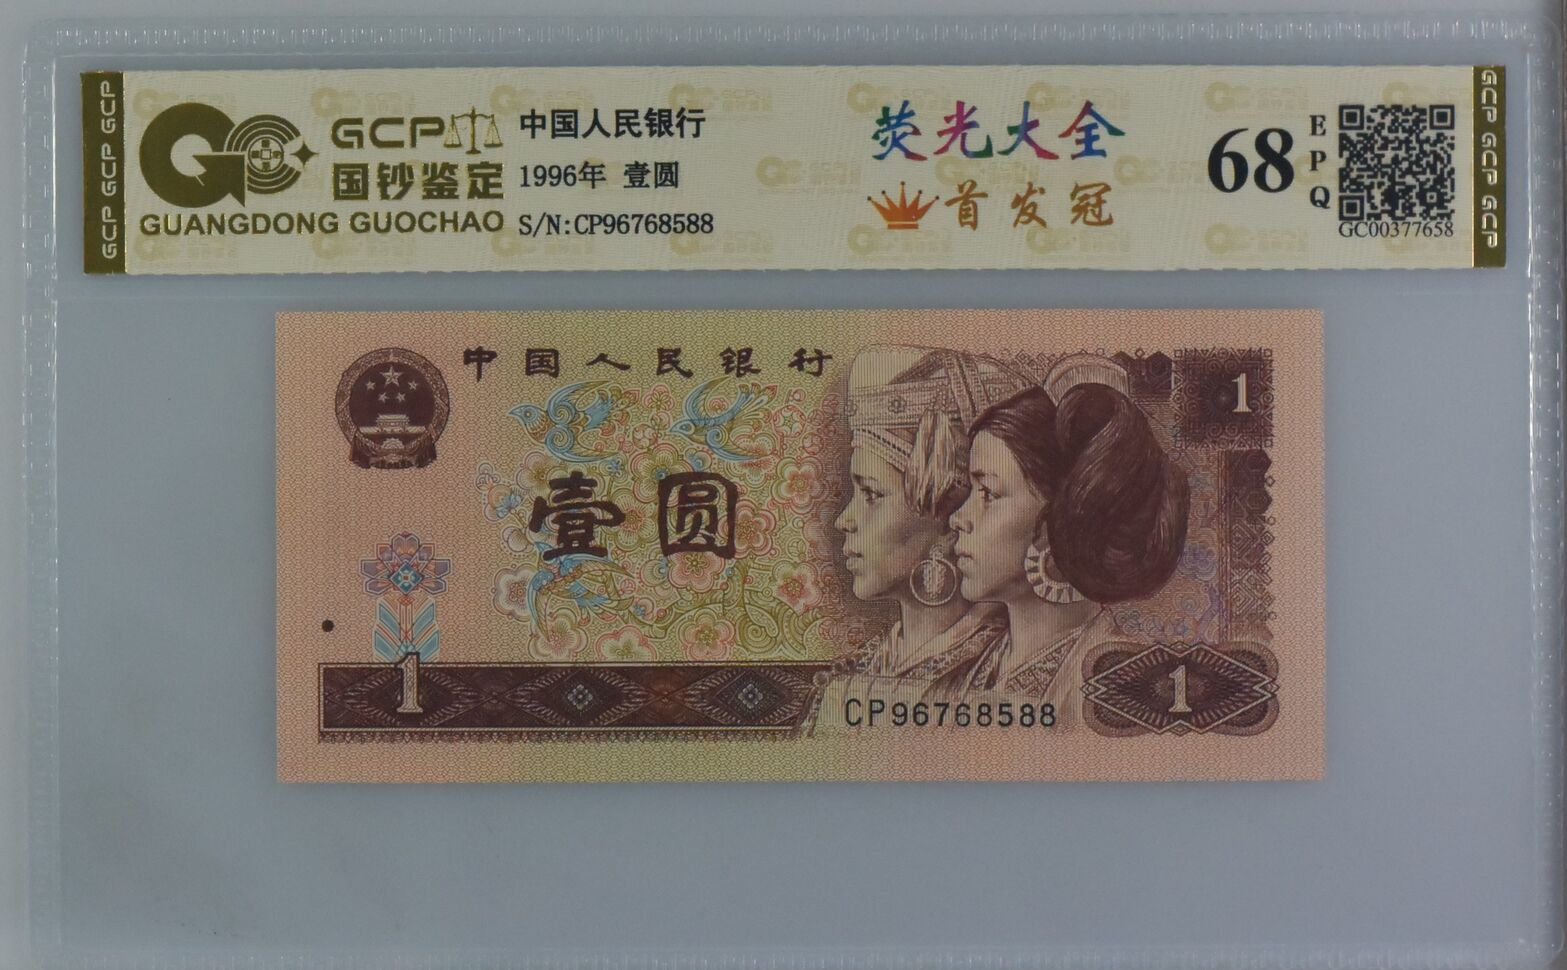 GCP GCP GCP
GCP
国钞鉴定
GUANGDONG GUOCHAO
中国人民银行
1996年 壹圆
S/N:CP96768588
荧光大全
首发冠
68
EPQ
GC00377658
GCP GCP GCP
中国人民银行
1
壹圆
1
CP96768588
1